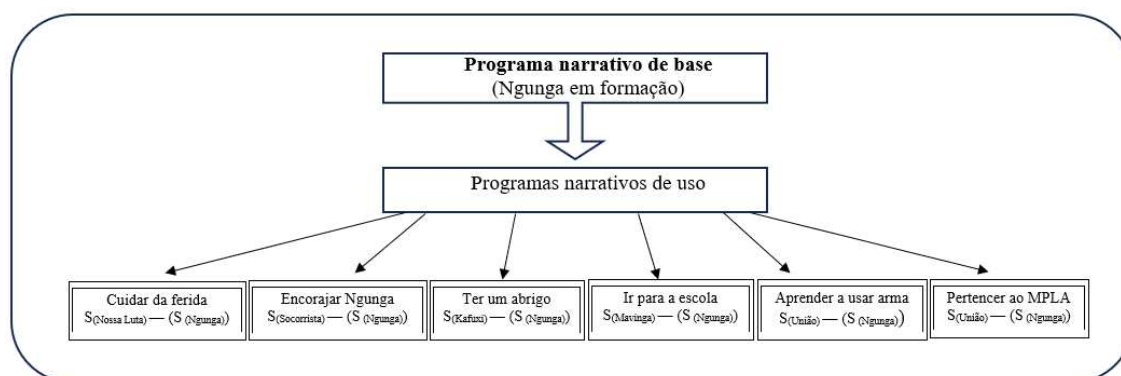 Programa narrativo de base
(Ngunga em formação)
Programas narrativos de uso
Cuidar da ferida
S(Nossa Luta) — (S (Ngunga))
Encorajar Ngunga
S(Socorrista) — (S (Ngunga))
Ter um abrigo
S(Kafuxi) — (S (Ngunga))
Ir para a escola
S(Mavinga) — (S (Ngunga))
Aprender a usar arma
S(União) — (S (Ngunga))
Pertencer ao MPLA
S(União) — (S (Ngunga))